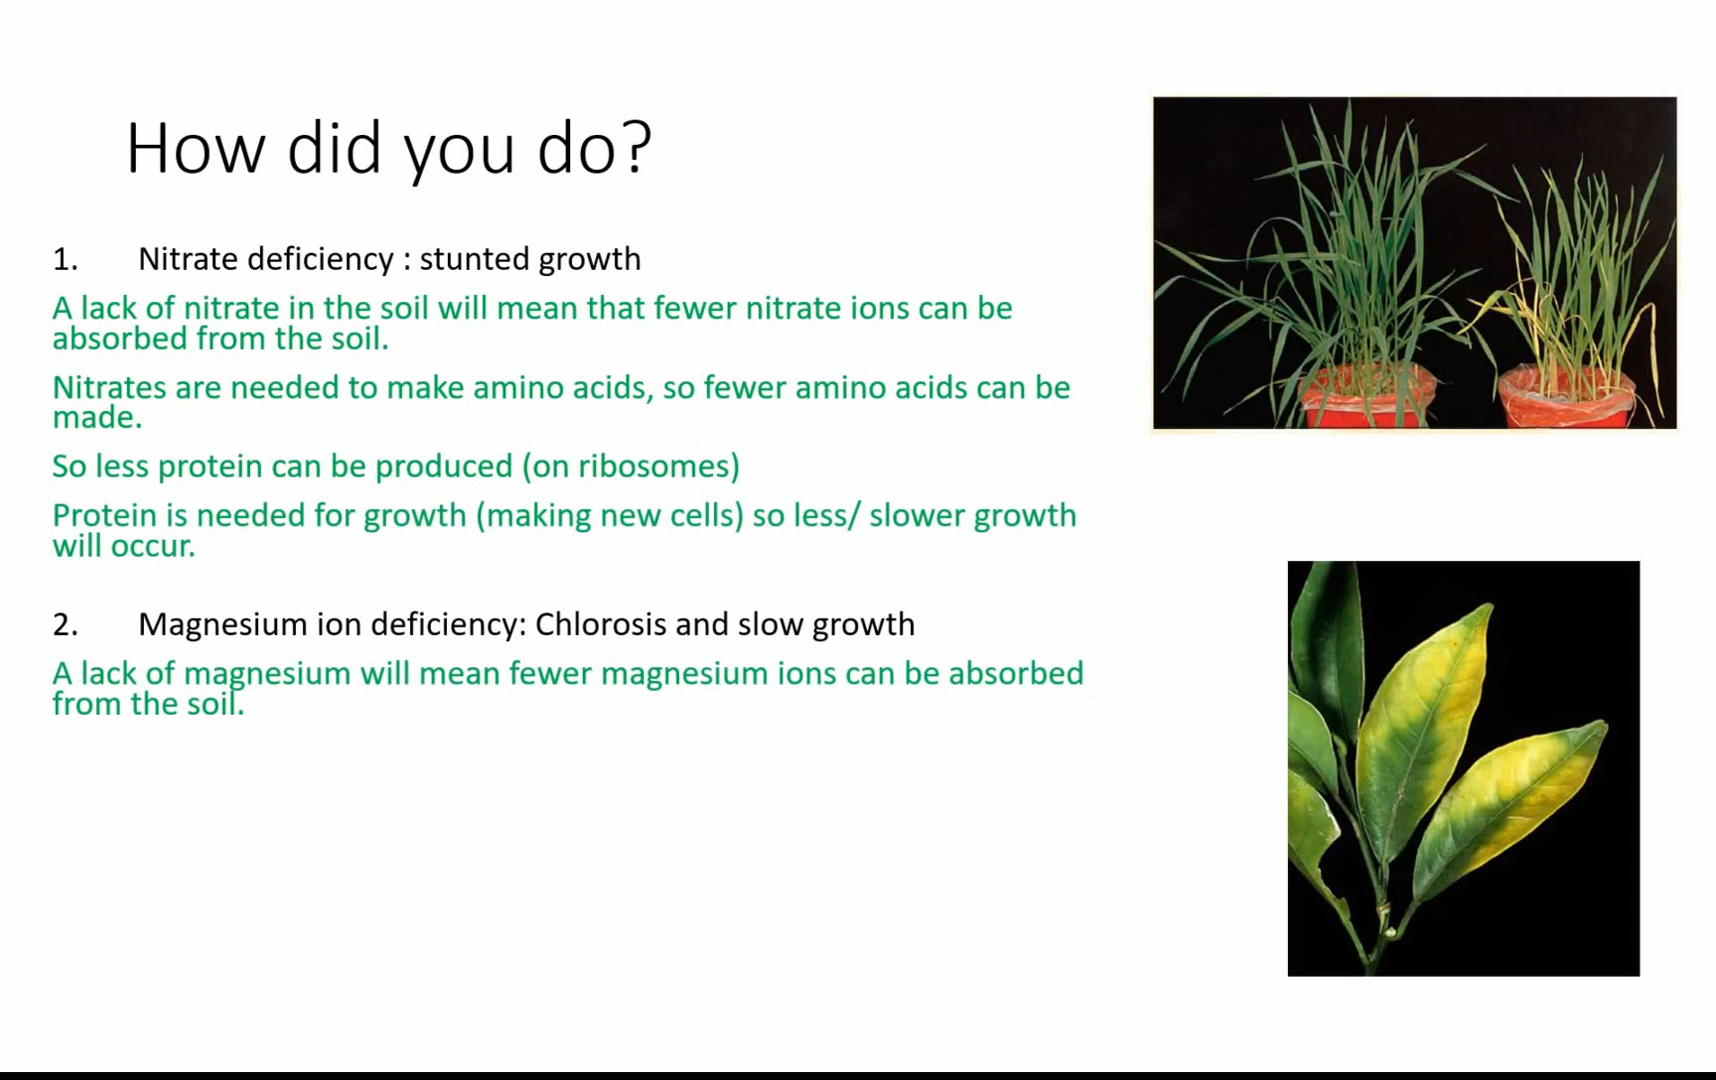 How did you do?
1. Nitrate deficiency : stunted growth
A lack of nitrate in the soil will mean that fewer nitrate ions can be
absorbed from the soil.
Nitrates are needed to make amino acids, so fewer amino acids can be
made.
So less protein can be produced (on ribosomes)
Protein is needed for growth (making new cells) so less/ slower growth
will occur.
2. Magnesium ion deficiency: Chlorosis and slow growth
A lack of magnesium will mean fewer magnesium ions can be absorbed
from the soil.